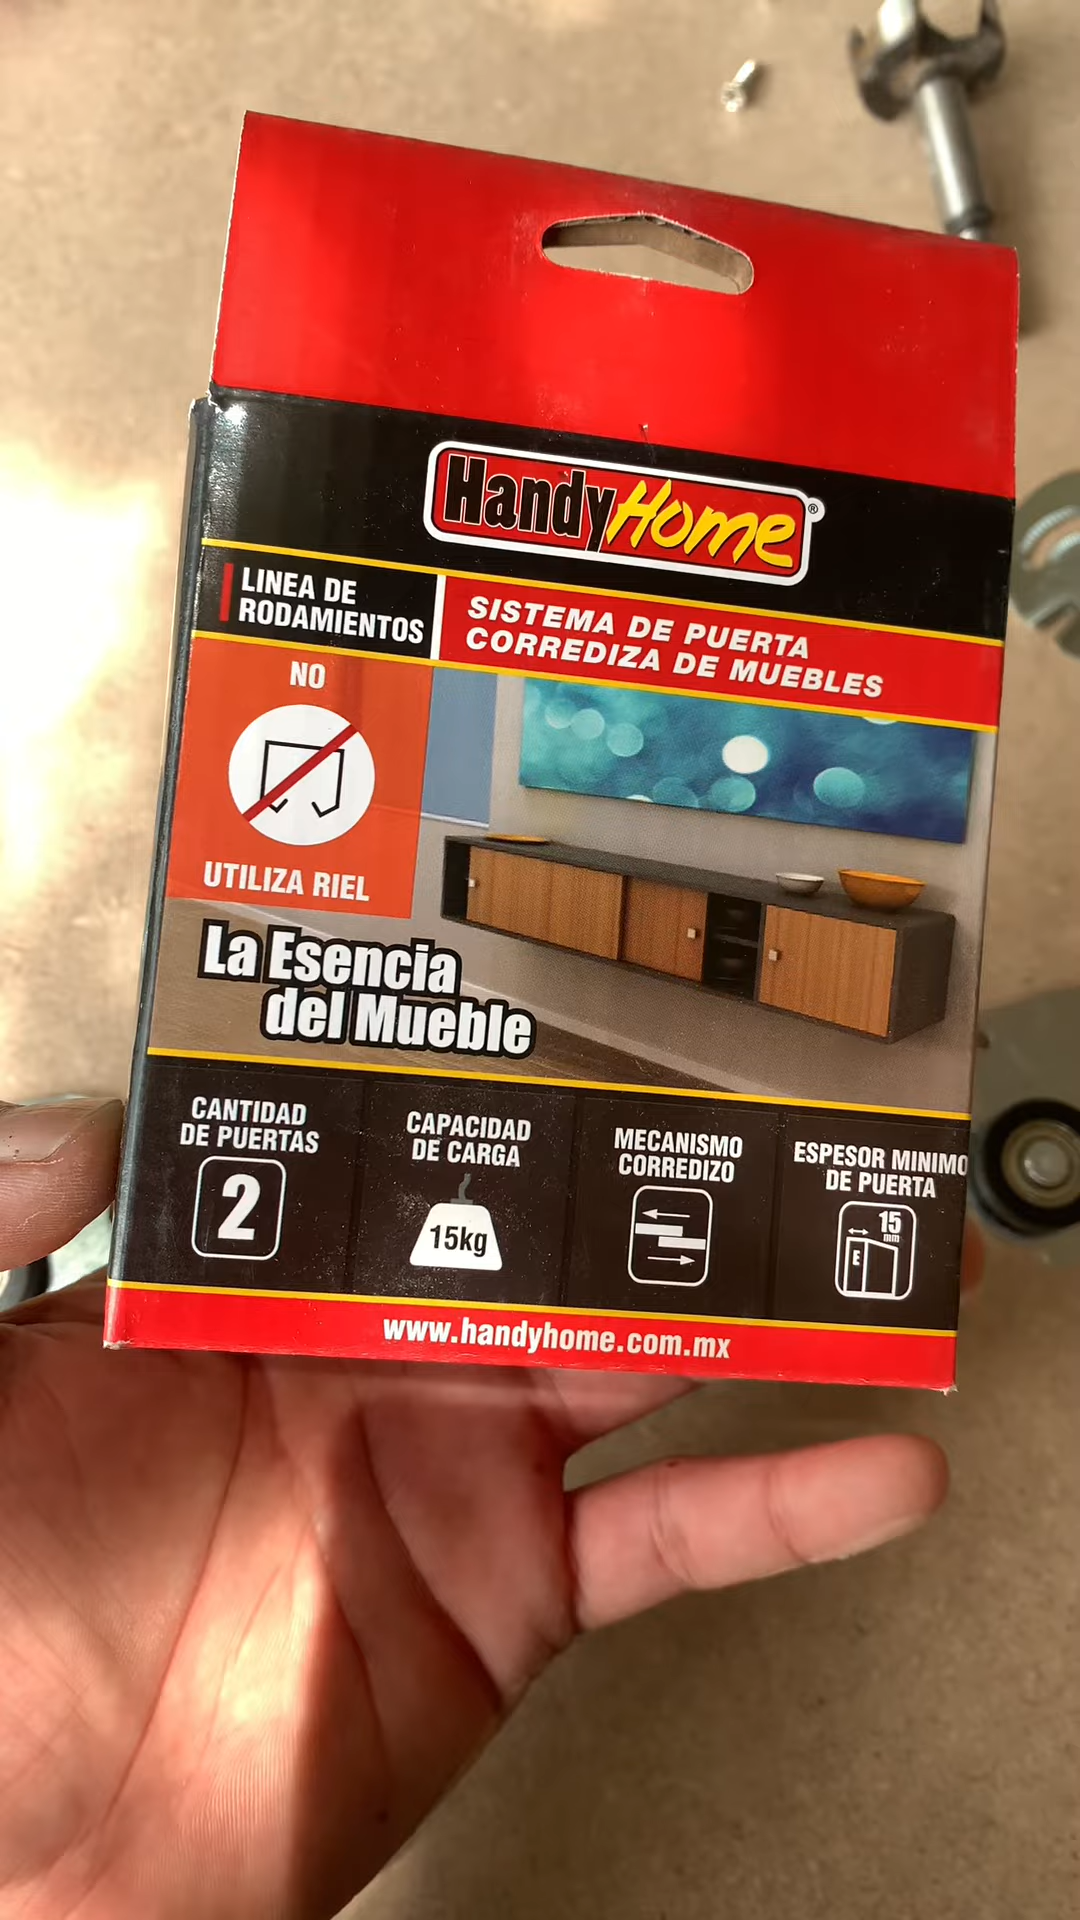 HandyHome®
LINEA DE
RODAMIENTOS
SISTEMA DE PUERTA
CORREDIZA DE MUEBLES
NO
UTILIZA RIEL
La Esencia
del Mueble
CANTIDAD
DE PUERTAS
2
CAPACIDAD
DE CARGA
15kg
MECANISMO
CORREDIZO
ESPESOR MINIMO
DE PUERTA
15
mm
E
www.handyhome.com.mx